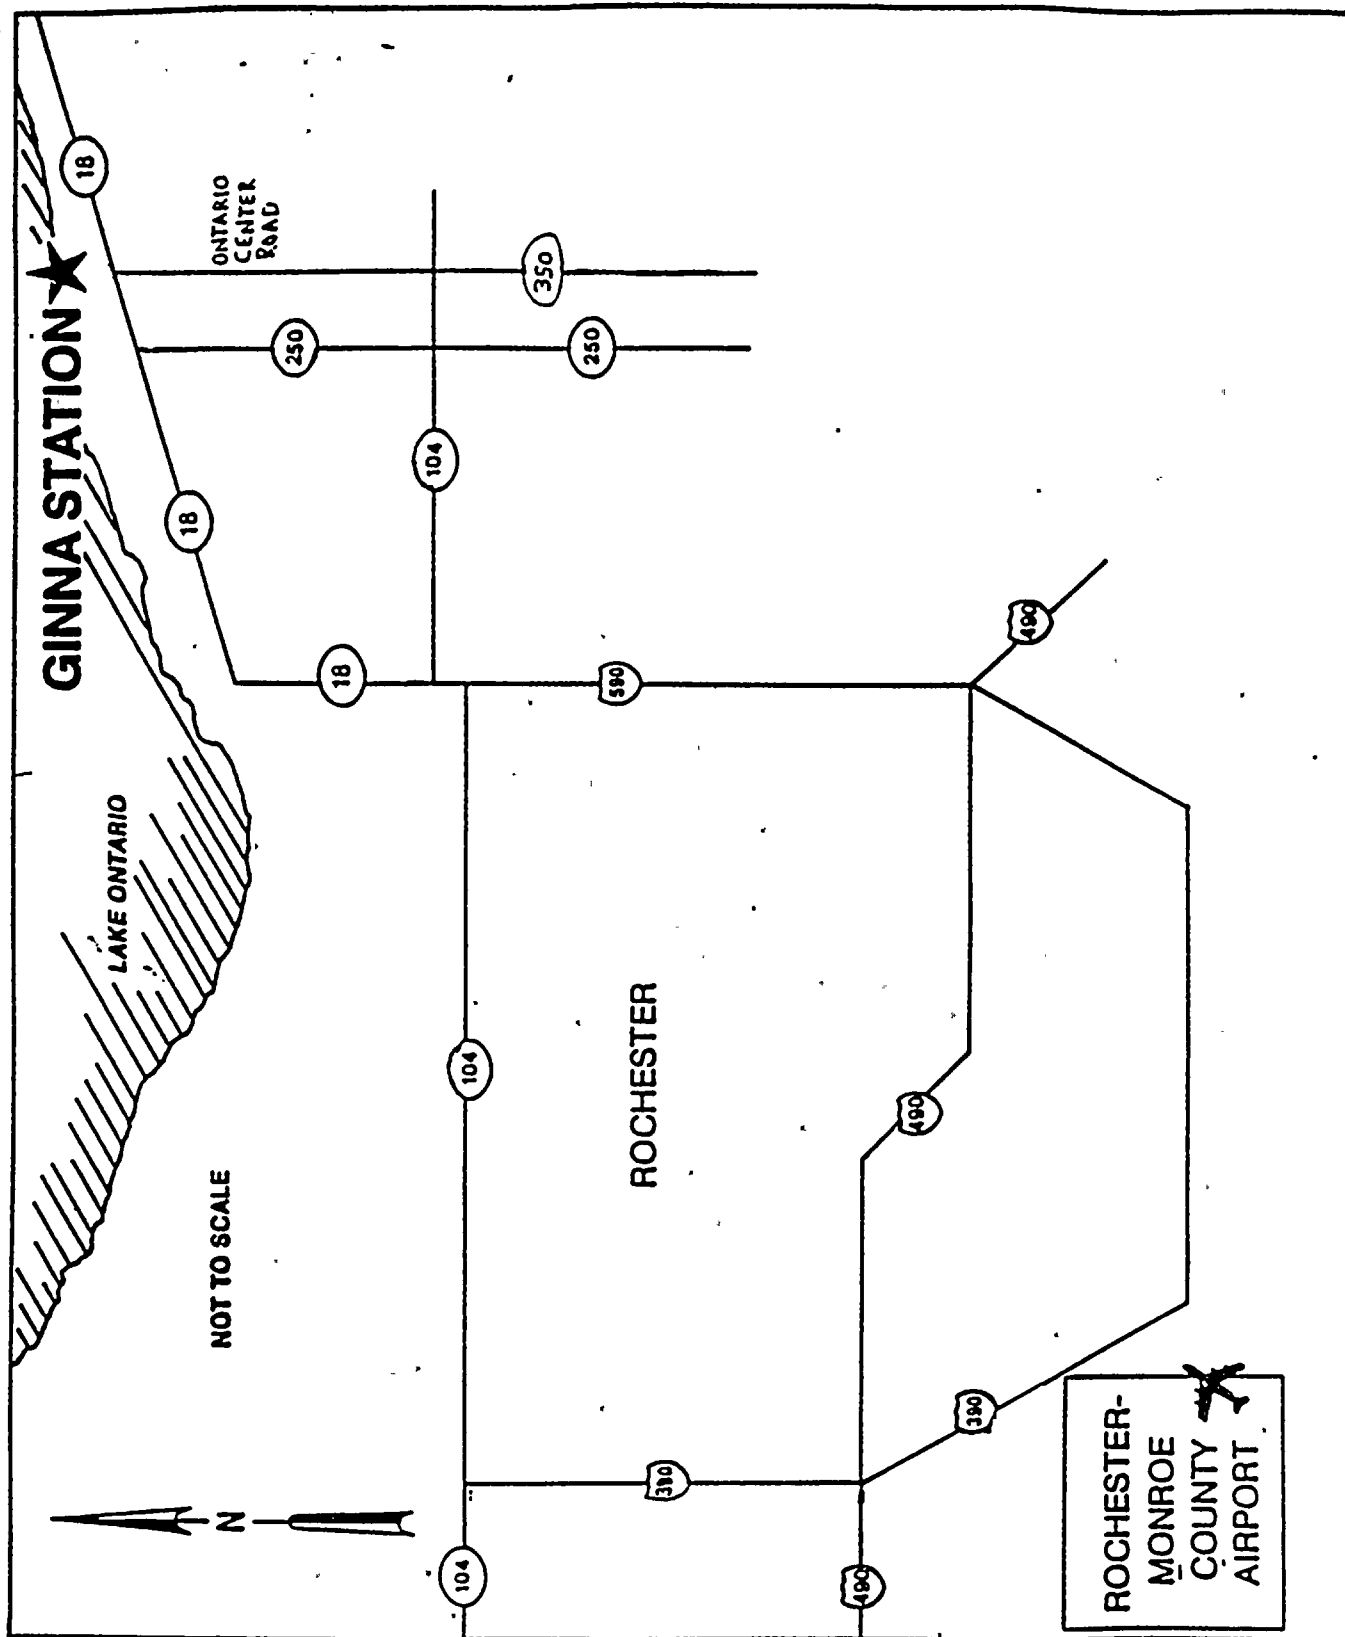 GINNA STATION
18
ONTARIO
CENTER
ROAD
350
250
250
104
18
18
590
490
LAKE ONTARIO
104
ROCHESTER
490
NOT TO SCALE
390
390
N
104
490
ROCHESTER-
MONROE
COUNTY
AIRPORT